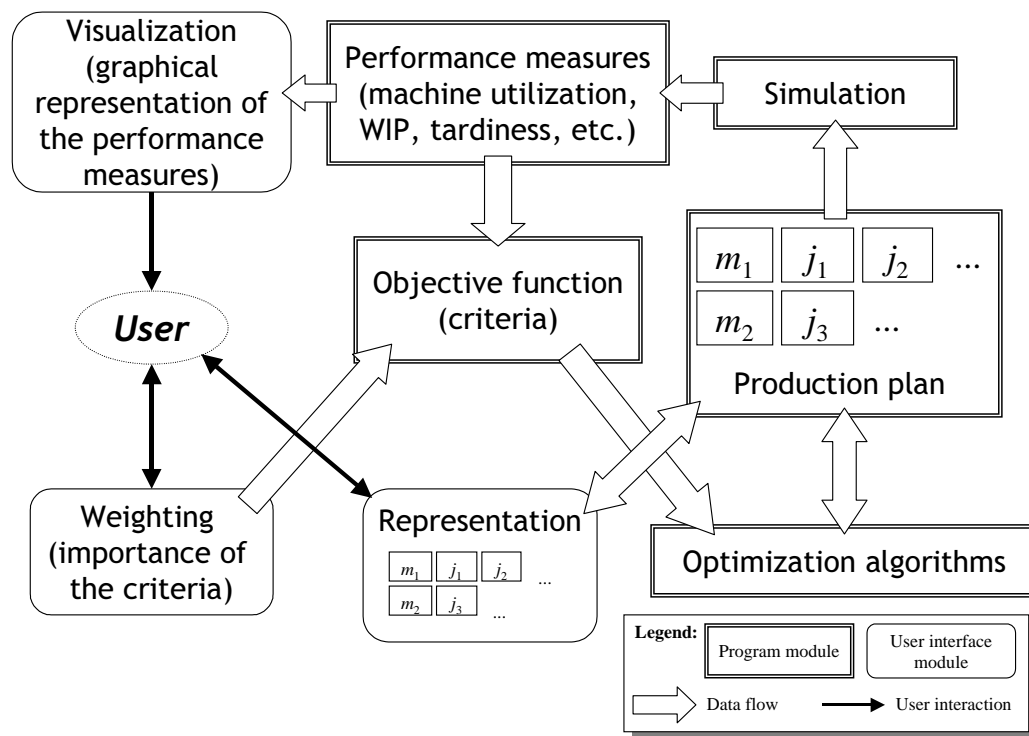 Visualization
(graphical
representation of
the performance
measures)
Performance measures
(machine utilization,
WIP, tardiness, etc.)
Simulation
Objective function
(criteria)
m₁ j₁ j₂ ...
m₂ j₃ ...
Production plan
User
Weighting
(importance of
the criteria)
Representation
m₁ j₁ j₂ ...
m₂ j₃ ...
Optimization algorithms
Legend:
Program module
User interface
module
Data flow
User interaction